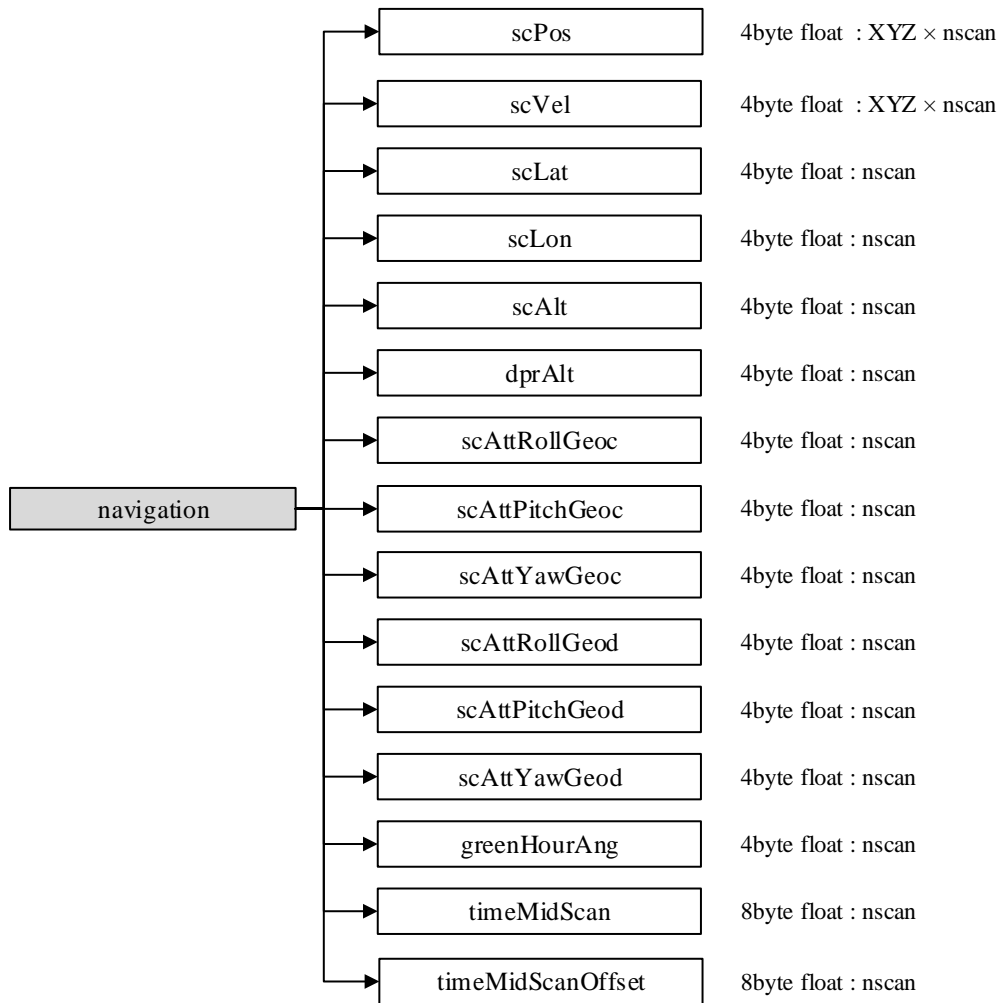 scPos 4byte float : XYZ × nscan
scVel 4byte float : XYZ × nscan
scLat 4byte float : nscan
scLon 4byte float : nscan
scAlt 4byte float : nscan
dprAlt 4byte float : nscan
scAttRollGeoc 4byte float : nscan
navigation
scAttPitchGeoc 4byte float : nscan
scAttYawGeoc 4byte float : nscan
scAttRollGeod 4byte float : nscan
scAttPitchGeod 4byte float : nscan
scAttYawGeod 4byte float : nscan
greenHourAng 4byte float : nscan
timeMidScan 8byte float : nscan
timeMidScanOffset 8byte float : nscan